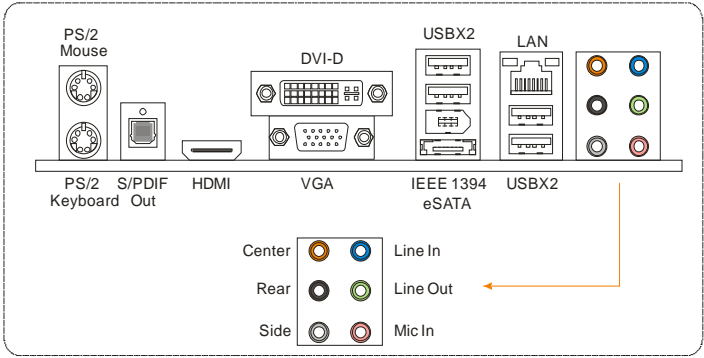 PS/2
Mouse
DVI-D
USBX2
LAN
PS/2
Keyboard
S/PDIF
Out
HDMI
VGA
IEEE 1394
eSATA
USBX2
Center
Line In
Rear
Line Out
Side
Mic In